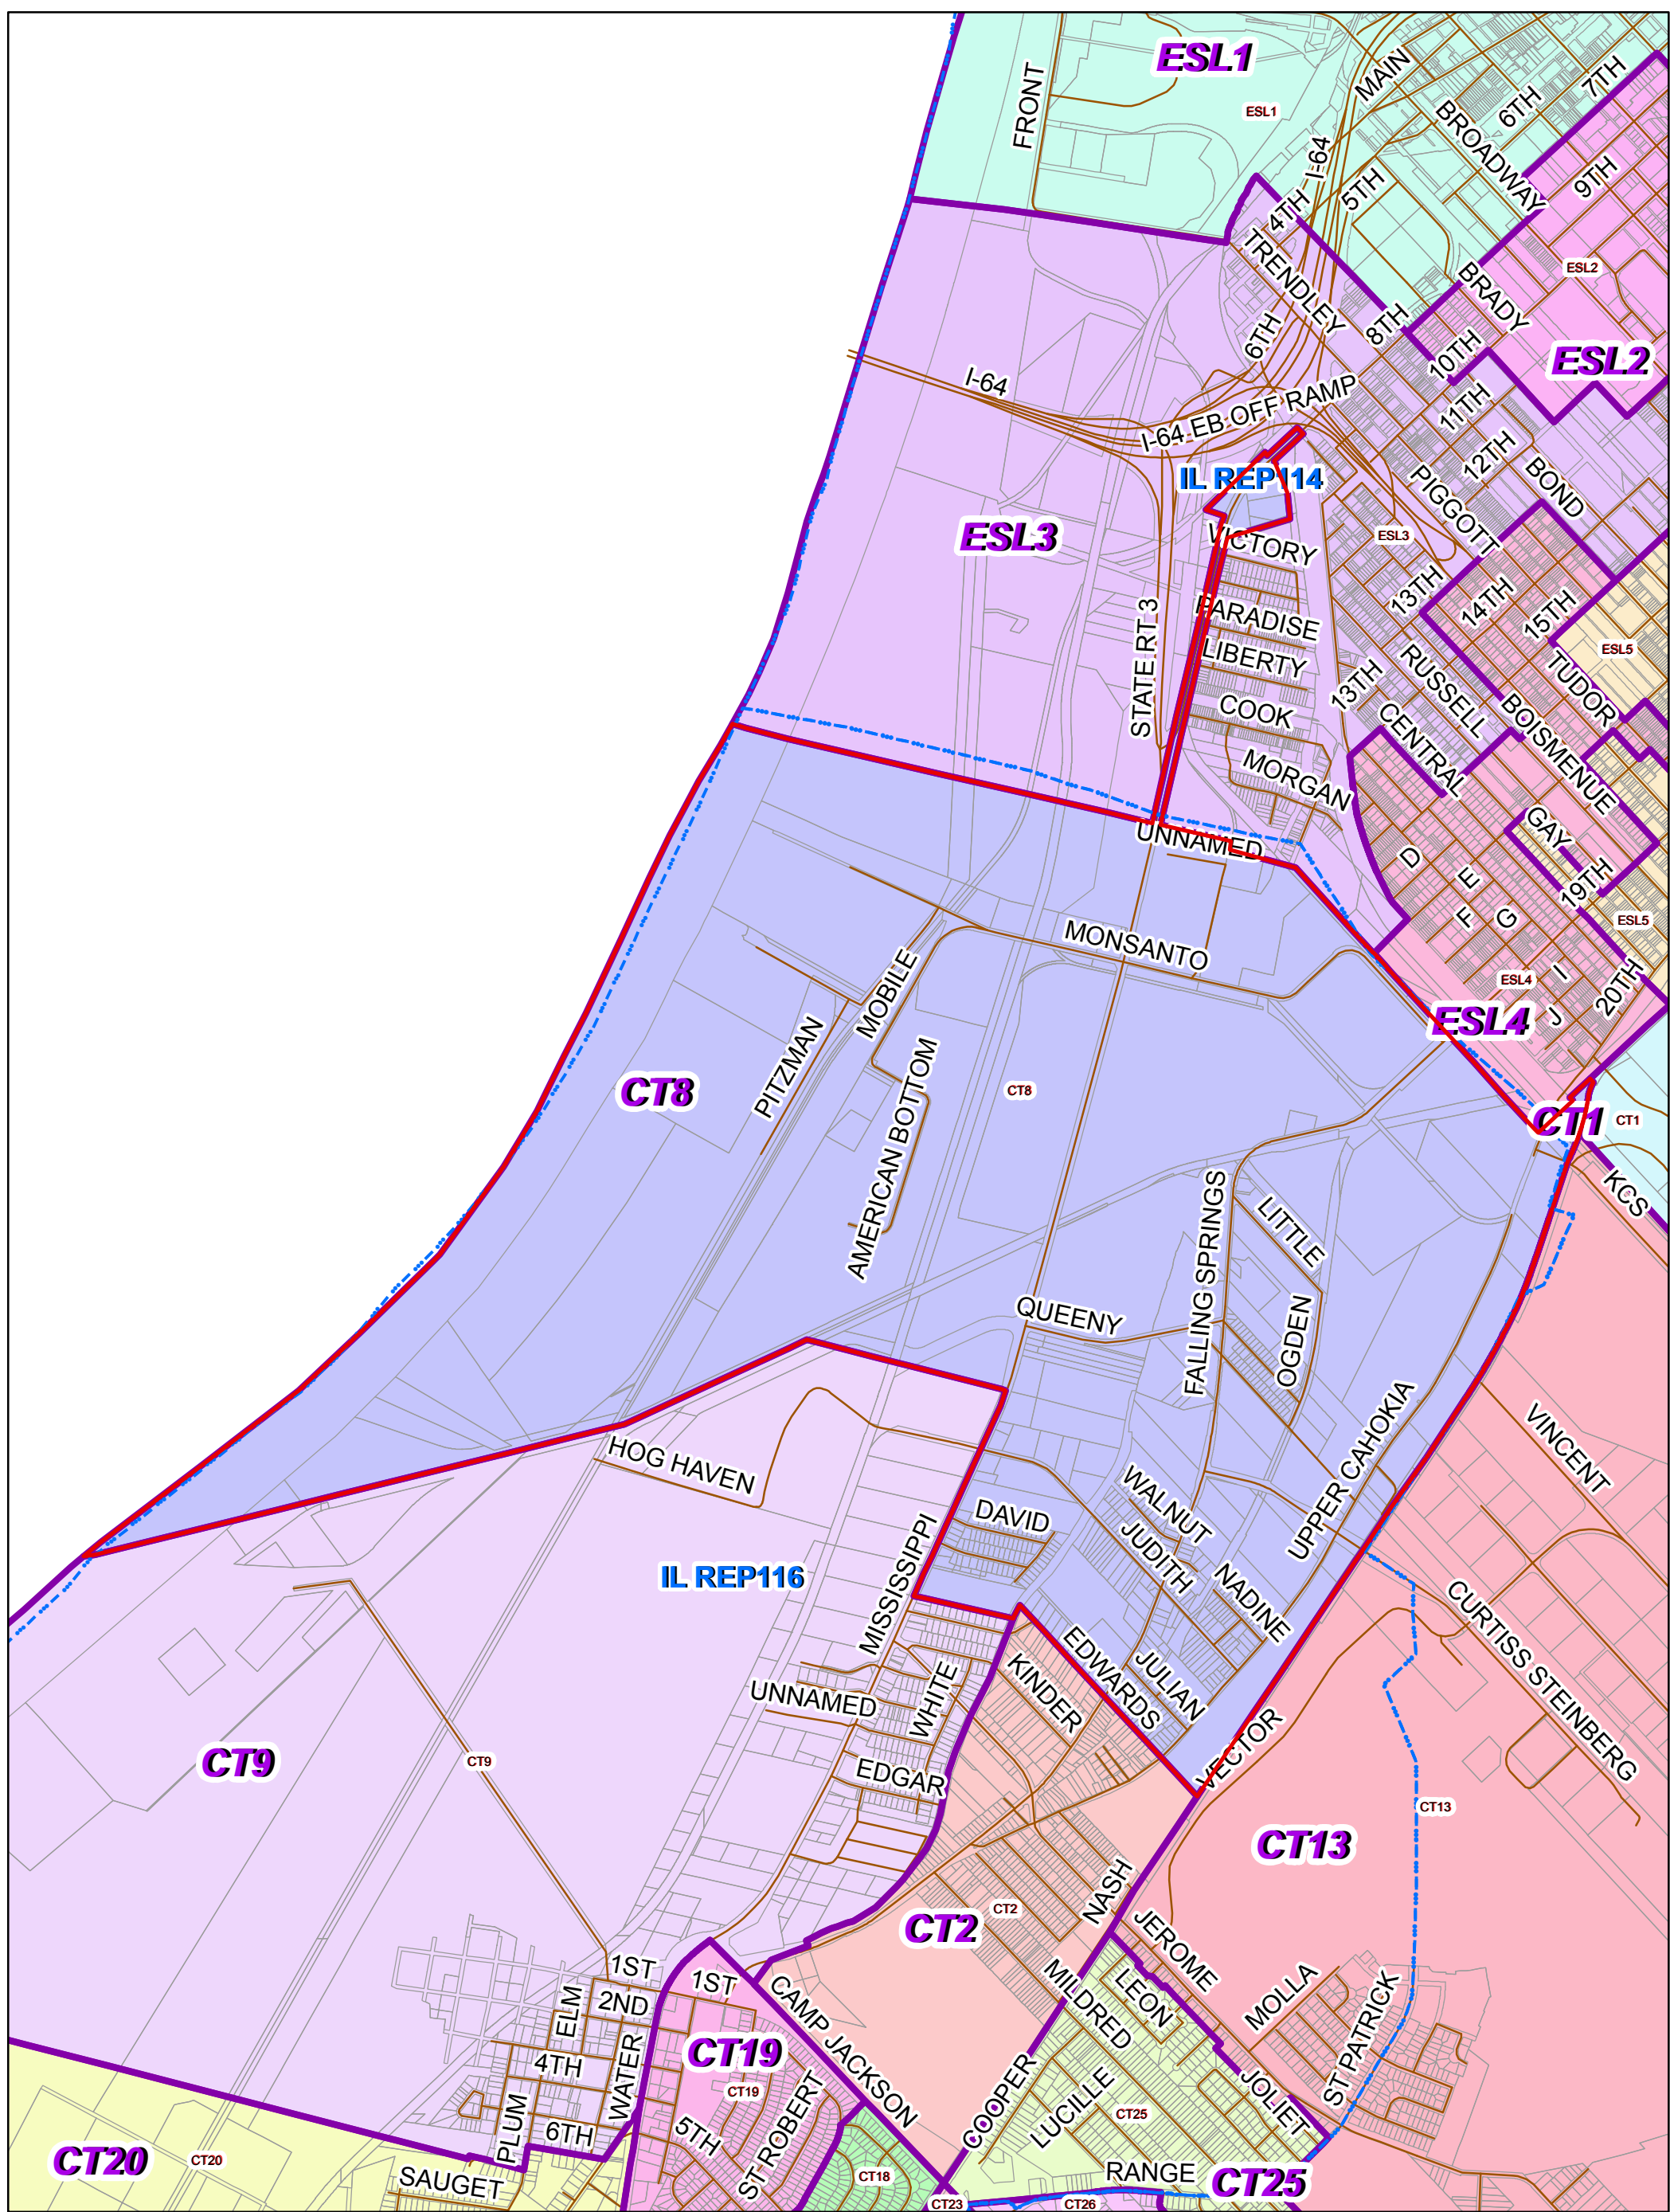 ESL1
ESL1
FRONT
MAIN
7TH
6TH
BROADWAY
I-64
5TH
4TH
9TH
ESL2
TRENDLEY
BRADY
8TH
6TH
10TH
ESL2
I-64
I-64 EB OFF RAMP
11TH
12TH
BOND
IL REP114
PIGGOTT
ESL3
ESL3
VICTORY
13TH
14TH
15TH
PARADISE
STATE RT 3
LIBERTY
ESL5
RUSSELL
TUDOR
13TH
COOK
CENTRAL
BOISMENUE
MORGAN
UNNAMED
GAY
D
E
19TH
F
G
ESL5
MONSANTO
I
ESL4
20TH
MOBILE
J
ESL4
PITZMAN
CT8
CT8
AMERICAN BOTTOM
CT1
CT1
KCS
FALLING SPRINGS
LITTLE
QUEENY
OGDEN
UPPER CAHOKIA
VINCENT
HOG HAVEN
WALNUT
DAVID
JUDITH
IL REP116
MISSISSIPPI
NADINE
CURTISS STEINBERG
EDWARDS
JULIAN
KINDER
WHITE
UNNAMED
VECTOR
CT9
CT9
EDGAR
CT13
CT13
NASH
CT2
CT2
JEROME
1ST
1ST
MILDRED
LEON
MOLLA
2ND
ELM
CAMP JACKSON
ST PATRICK
CT19
4TH
WATER
CT19
COOPER
LUCILLE
JOLIET
CT25
PLUM
6TH
5TH
ST ROBERT
CT20
CT20
SAUGET
CT18
RANGE
CT25
CT23
CT26